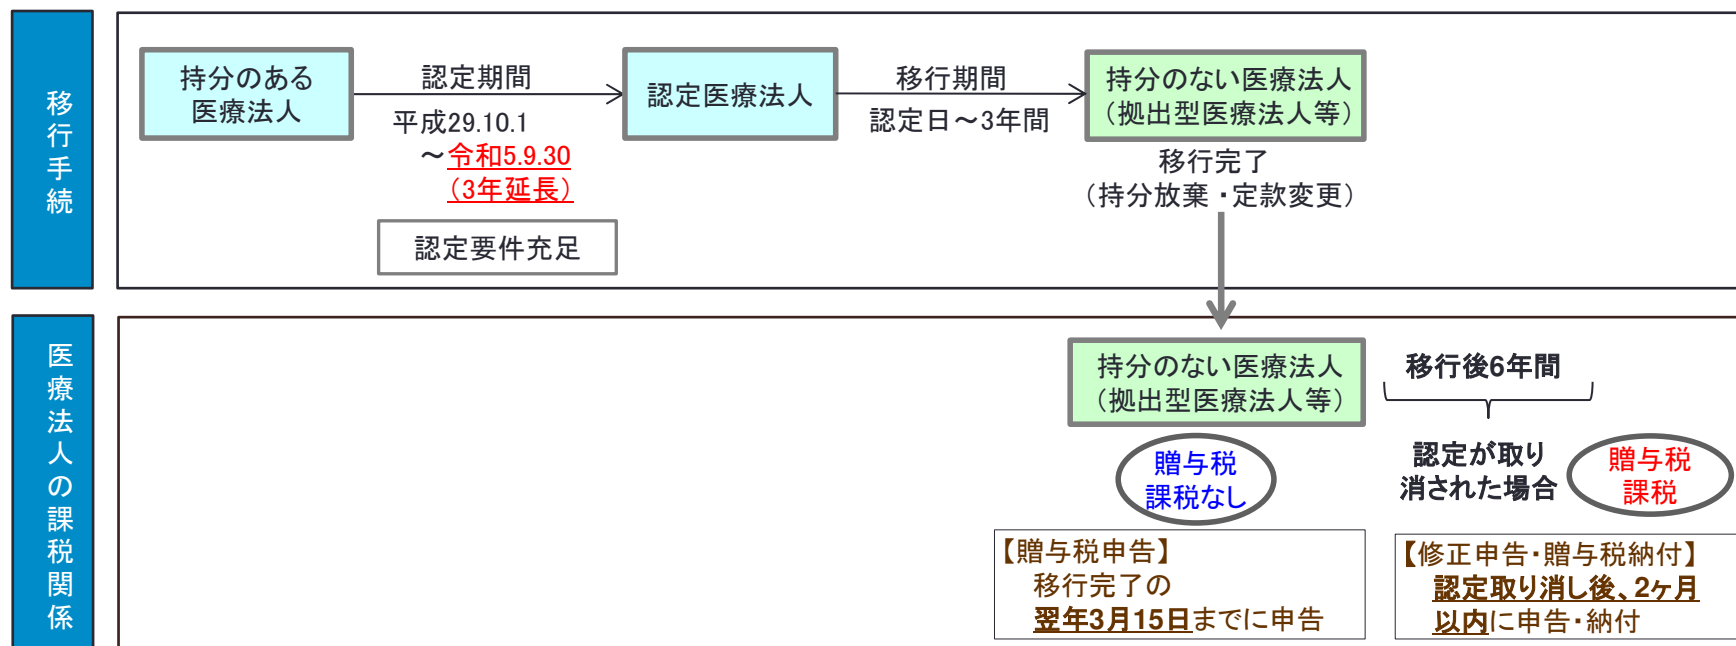 移行手続
持分のある
医療法人
認定期間
平成29.10.1
～令和5.9.30
（3年延長）
認定要件充足
認定医療法人
移行期間
認定日～3年間
持分のない医療法人
（拠出型医療法人等）
移行完了
（持分放棄・定款変更）
医療法人の課税関係
持分のない医療法人
（拠出型医療法人等）
贈与税
課税なし
【贈与税申告】
移行完了の
翌年3月15日までに申告
移行後6年間
認定が取り
消された場合
贈与税
課税
【修正申告・贈与税納付】
認定取り消し後、2ヶ月
以内に申告・納付